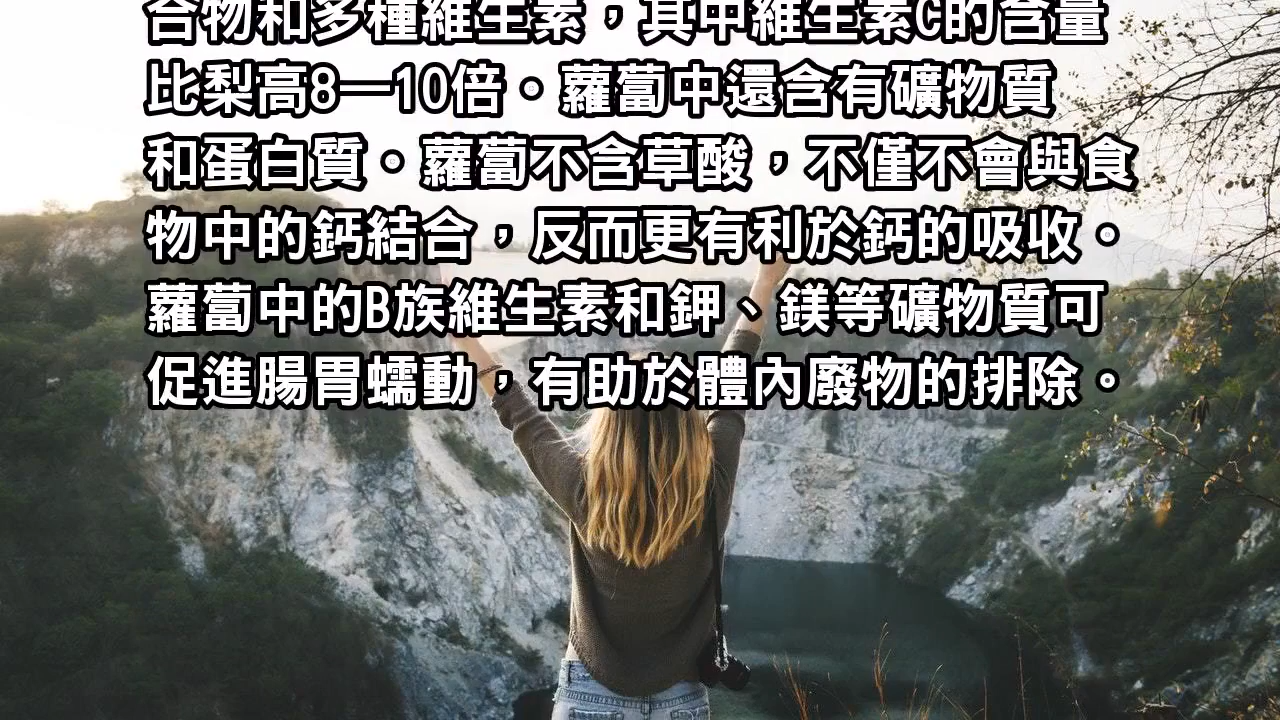 合物和多種維生素，其中維生素C的含量
比梨高8—10倍。蘿蔔中還含有礦物質
和蛋白質。蘿蔔不含草酸，不僅不會與食
物中的鈣結合，反而更有利於鈣的吸收。
蘿蔔中的B族維生素和鉀、鎂等礦物質可
促進腸胃蠕動，有助於體內廢物的排除。